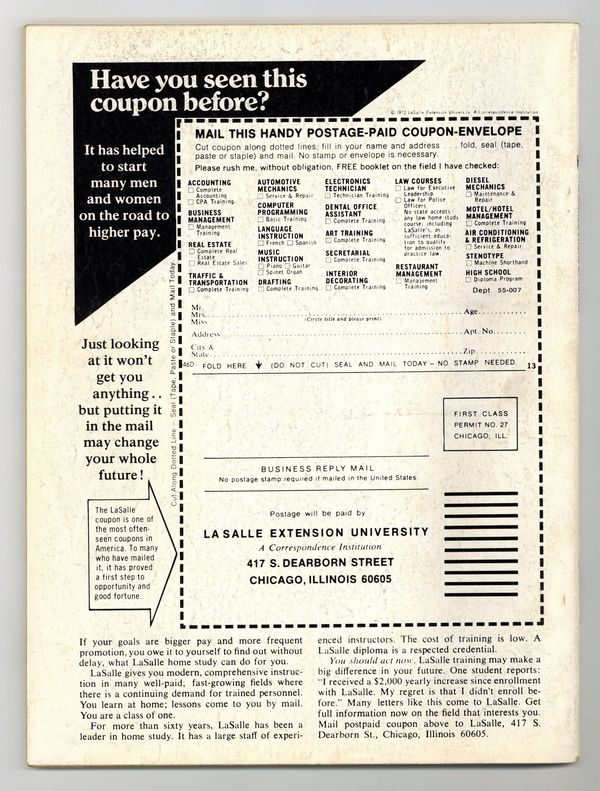 Have you seen this
coupon before?
© 1972 LaSalle Extension University, A Correspondence Institution
It has helped
to start
many men
and women
on the road to
higher pay.
MAIL THIS HANDY POSTAGE-PAID COUPON-ENVELOPE
Cut coupon along dotted lines, fill in your name and address . . . fold, seal (tape,
paste or staple) and mail. No stamp or envelope is necessary.
Please rush me, without obligation, FREE booklet on the field I have checked:
ACCOUNTING
□ Complete
Accounting
□ CPA Training
BUSINESS
MANAGEMENT
□ Management
Training
REAL ESTATE
□ Complete Real
Estate
□ Real Estate Sales
TRAFFIC &
TRANSPORTATION
□ Complete Training
AUTOMOTIVE
MECHANICS
□ Service & Repair
COMPUTER
PROGRAMMING
□ Basic Training
LANGUAGE
INSTRUCTION
□ French □ Spanish
MUSIC
INSTRUCTION
□ Piano □ Guitar
□ Spinet Organ
DRAFTING
□ Complete Training
ELECTRONICS
TECHNICIAN
□ Technician Training
DENTAL OFFICE
ASSISTANT
□ Complete Training
ART TRAINING
□ Complete Training
SECRETARIAL
□ Complete Training
INTERIOR
DECORATING
□ Complete Training
LAW COURSES
□ Law for Executive
Leadership
□ Law for Police
Officers
No state accepts
any law home study
course, including
LaSalle's, as
sufficient educa-
tion to qualify
for admission to
practice law.
RESTAURANT
MANAGEMENT
□ Management
Training
DIESEL
MECHANICS
□ Maintenance &
Repair
MOTEL/HOTEL
MANAGEMENT
□ Complete Training
AIR CONDITIONING
& REFRIGERATION
□ Service & Repair
STENOTYPE
□ Machine Shorthand
HIGH SCHOOL
□ Diploma Program
Dept. 55-007
Mr.
Mrs. Age
Miss (Circle title and please print)
Address Apt. No.
City &
State Zip
46D FOLD HERE (DO NOT CUT) SEAL AND MAIL TODAY – NO STAMP NEEDED. 13
Cut Along Dotted Line – Seal (Tape, Paste or Staple) and Mail Today
Just looking
at it won't
get you
anything . .
but putting it
in the mail
may change
your whole
future!
The LaSalle
coupon is one of
the most often-
seen coupons in
America. To many
who have mailed
it, it has proved
a first step to
opportunity and
good fortune.
FIRST CLASS
PERMIT NO. 27
CHICAGO, ILL.
BUSINESS REPLY MAIL
No postage stamp required if mailed in the United States
Postage will be paid by
LA SALLE EXTENSION UNIVERSITY
A Correspondence Institution
417 S. DEARBORN STREET
CHICAGO, ILLINOIS 60605
If your goals are bigger pay and more frequent
promotion, you owe it to yourself to find out without
delay, what LaSalle home study can do for you.
LaSalle gives you modern, comprehensive instruc-
tion in many well-paid, fast-growing fields where
there is a continuing demand for trained personnel.
You learn at home; lessons come to you by mail.
You are a class of one.
For more than sixty years, LaSalle has been a
leader in home study. It has a large staff of experi-
enced instructors. The cost of training is low. A
LaSalle diploma is a respected credential.
You should act now. LaSalle training may make a
big difference in your future. One student reports:
"I received a $2,000 yearly increase since enrollment
with LaSalle. My regret is that I didn't enroll be-
fore." Many letters like this come to LaSalle. Get
full information now on the field that interests you.
Mail postpaid coupon above to LaSalle, 417 S.
Dearborn St., Chicago, Illinois 60605.